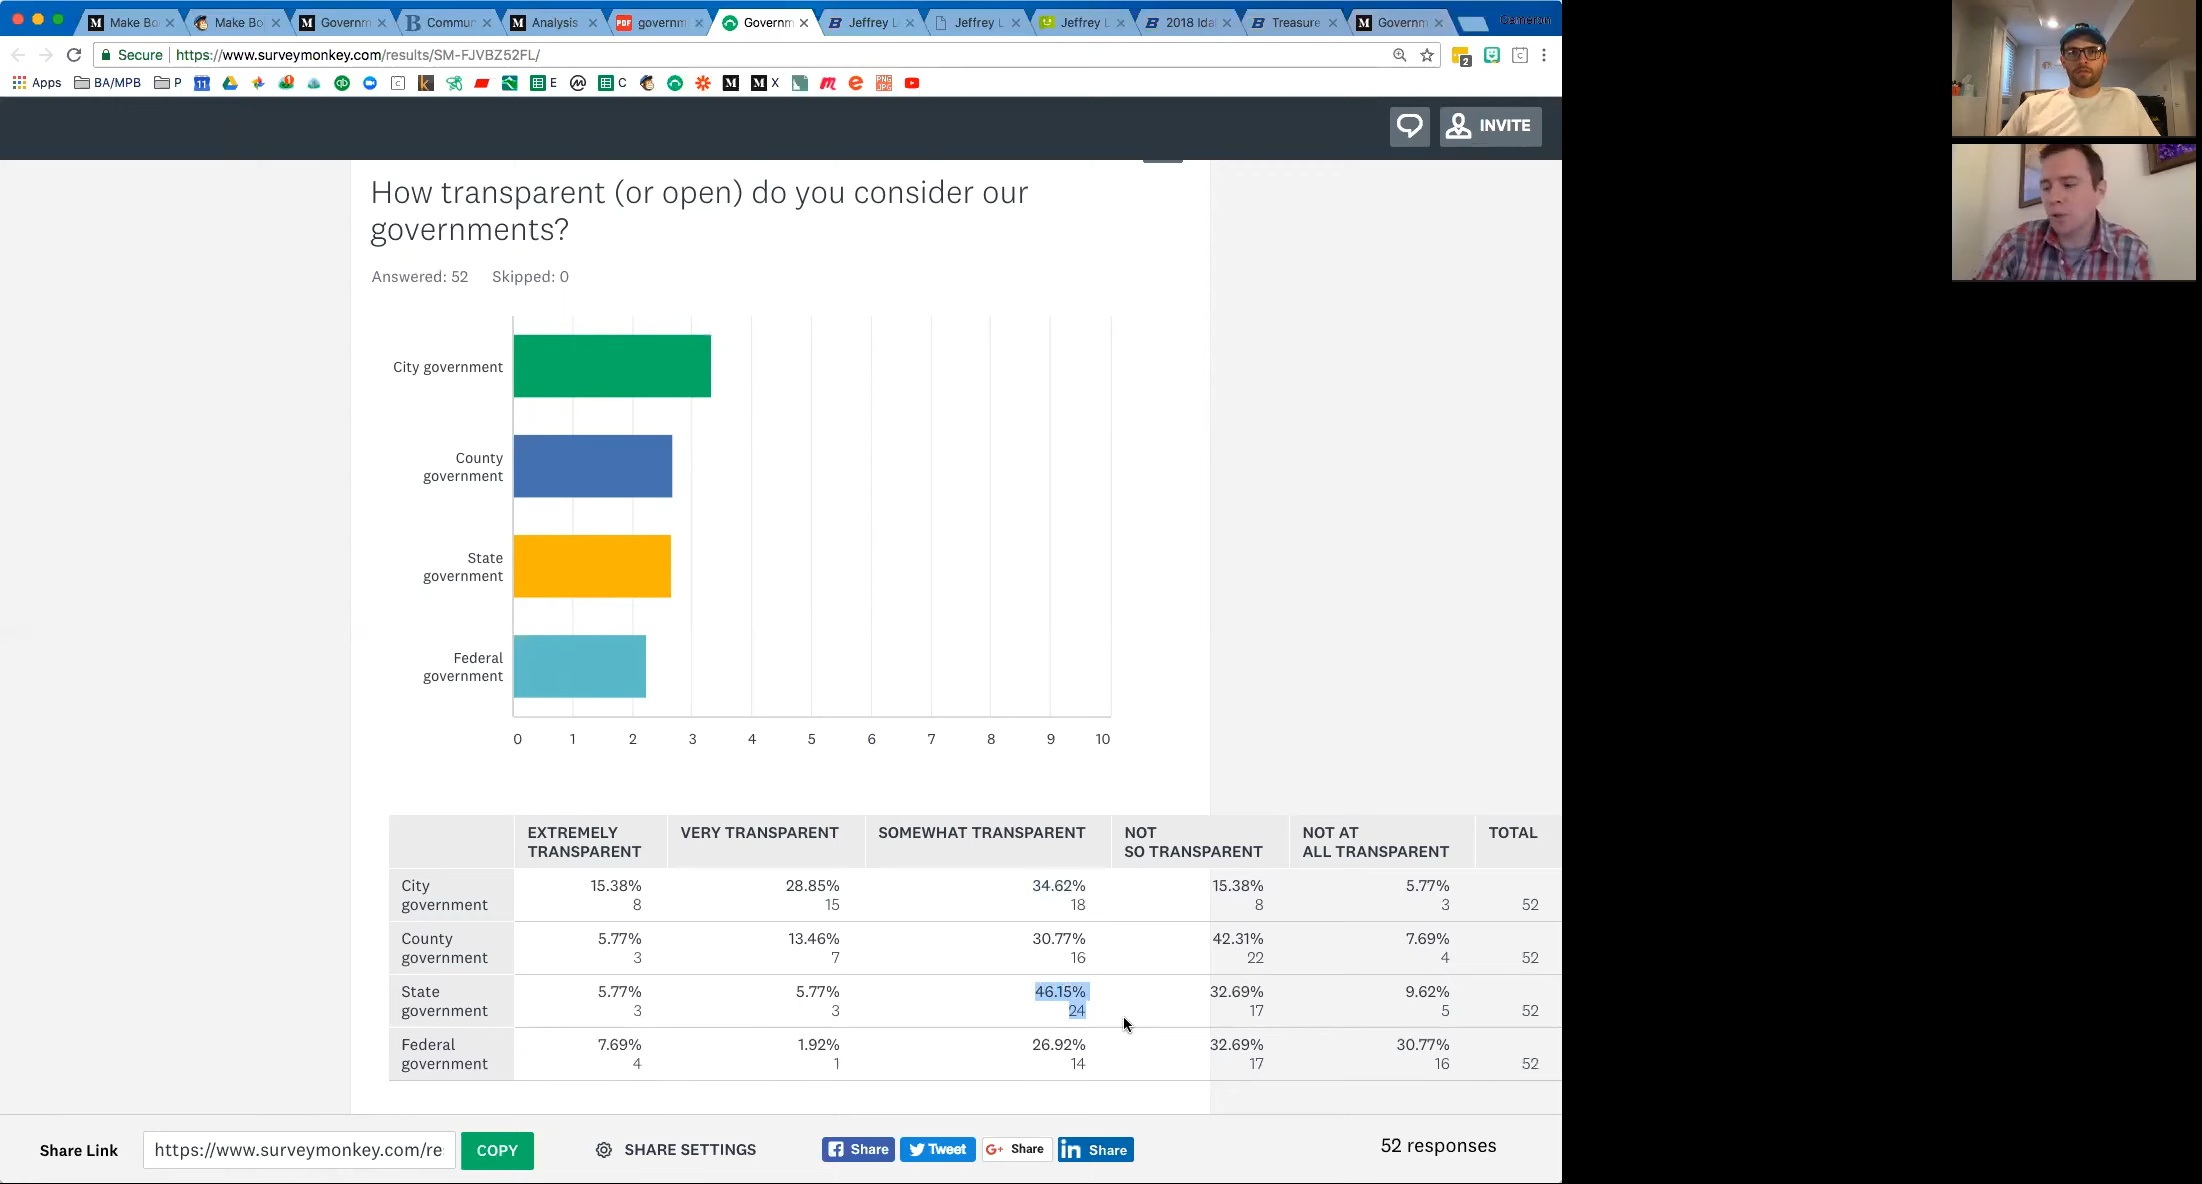 Make Bo
Make Bo
Governm
Commun
Analysis
governm
Governm
Jeffrey L
Jeffrey L
Jeffrey L
2018 Ida
Treasure
Governm
Cameron
Secure
https://www.surveymonkey.com/results/SM-FJVBZ52FL/
2
Apps
BA/MPB
P
11
E
C
X
INVITE
How transparent (or open) do you consider our
governments?
Answered: 52 Skipped: 0
City government
County
government
State
government
Federal
government
0 1 2 3 4 5 6 7 8 9 10
EXTREMELY
TRANSPARENT
VERY TRANSPARENT
SOMEWHAT TRANSPARENT
NOT
SO TRANSPARENT
NOT AT
ALL TRANSPARENT
TOTAL
City 15.38% 28.85% 34.62% 15.38% 5.77%
government 8 15 18 8 3 52
County 5.77% 13.46% 30.77% 42.31% 7.69%
government 3 7 16 22 4 52
State 5.77% 5.77% 46.15% 32.69% 9.62%
government 3 3 24 17 5 52
Federal 7.69% 1.92% 26.92% 32.69% 30.77%
government 4 1 14 17 16 52
Share Link
https://www.surveymonkey.com/re
COPY
SHARE SETTINGS
Share
Tweet
G+ Share
in Share
52 responses